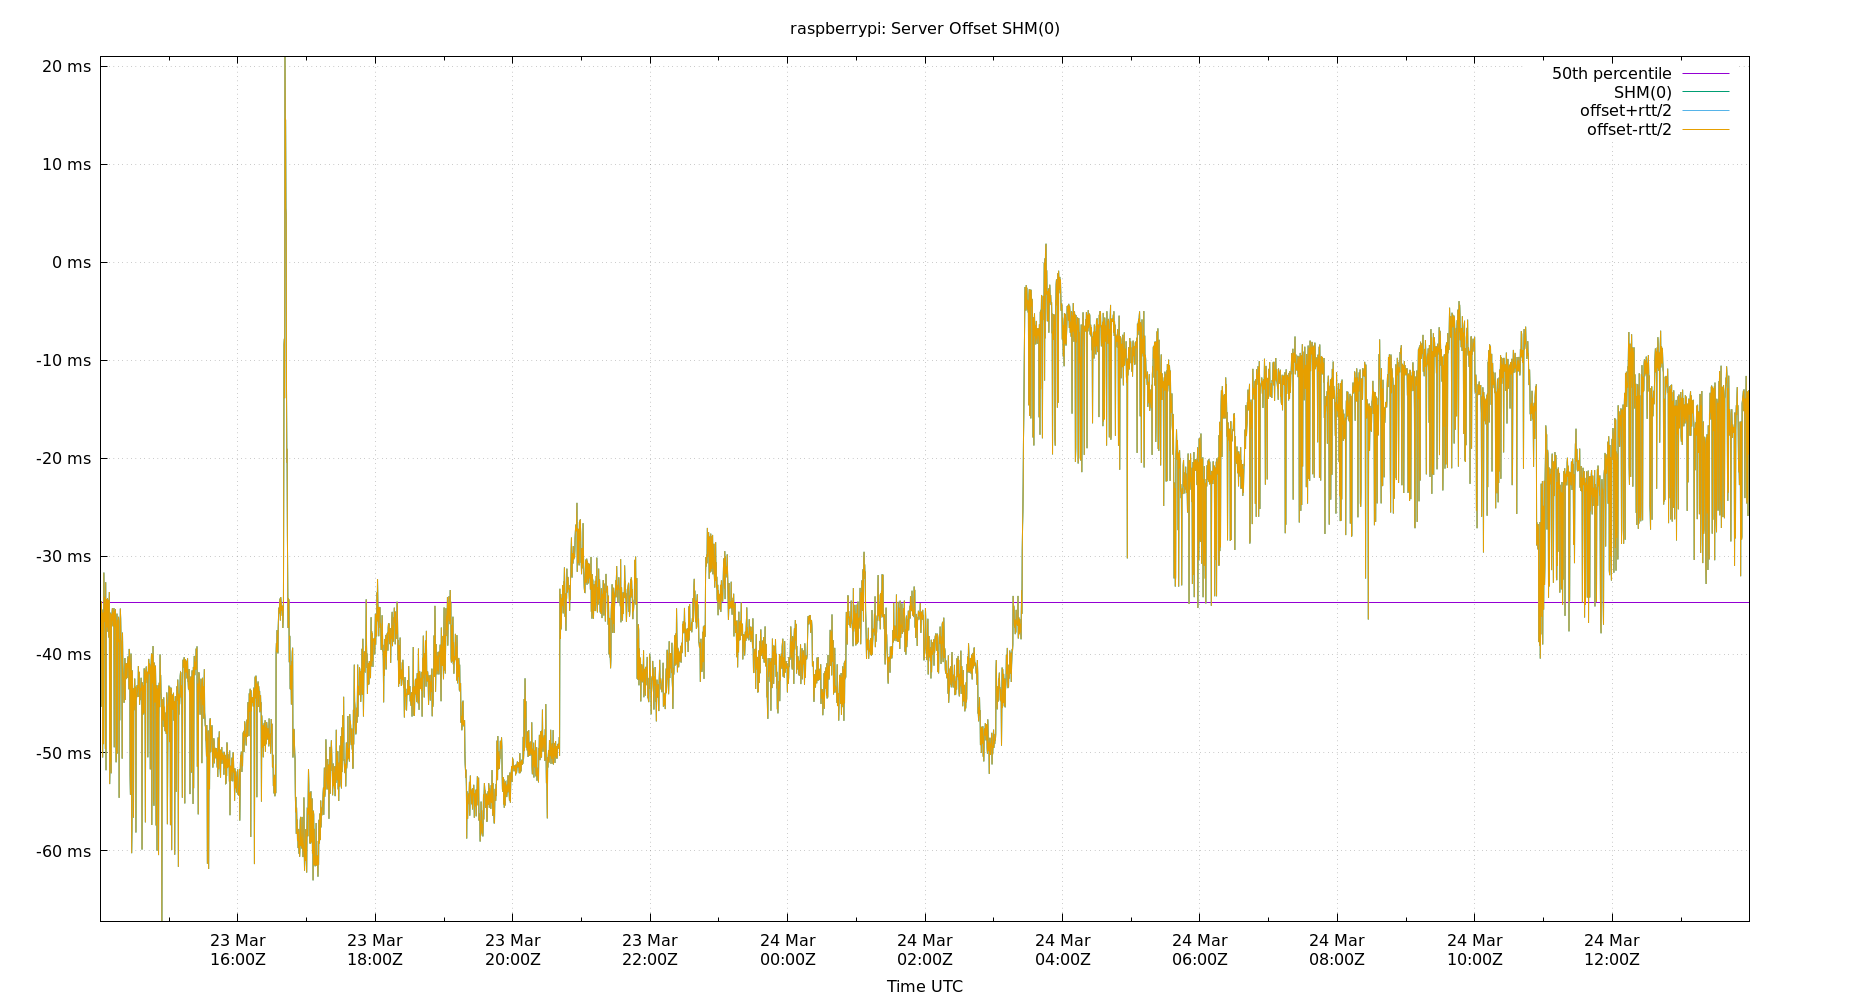 raspberrypi: Server Offset SHM(0)
20 ms
10 ms
0 ms
-10 ms
-20 ms
-30 ms
-40 ms
-50 ms
-60 ms
50th percentile
SHM(0)
offset+rtt/2
offset-rtt/2
23 Mar
16:00Z
23 Mar
18:00Z
23 Mar
20:00Z
23 Mar
22:00Z
24 Mar
00:00Z
24 Mar
02:00Z
24 Mar
04:00Z
24 Mar
06:00Z
24 Mar
08:00Z
24 Mar
10:00Z
24 Mar
12:00Z
Time UTC